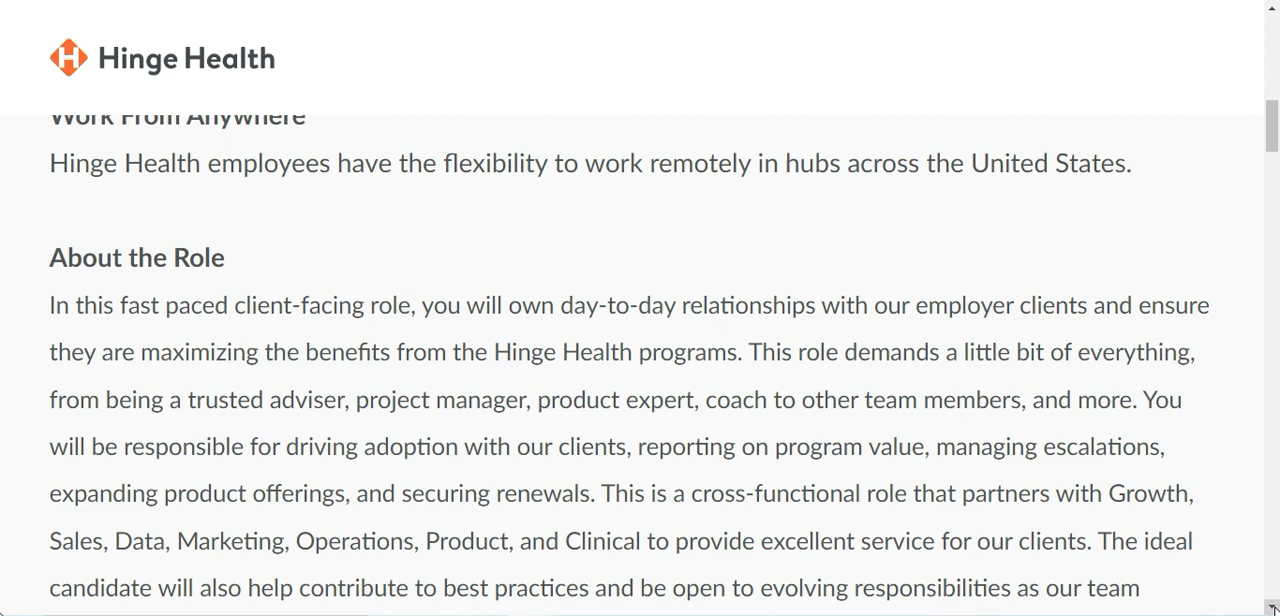 Hinge Health
Work From Anywhere
Hinge Health employees have the flexibility to work remotely in hubs across the United States.
About the Role
In this fast paced client-facing role, you will own day-to-day relationships with our employer clients and ensure
they are maximizing the benefits from the Hinge Health programs. This role demands a little bit of everything,
from being a trusted adviser, project manager, product expert, coach to other team members, and more. You
will be responsible for driving adoption with our clients, reporting on program value, managing escalations,
expanding product offerings, and securing renewals. This is a cross-functional role that partners with Growth,
Sales, Data, Marketing, Operations, Product, and Clinical to provide excellent service for our clients. The ideal
candidate will also help contribute to best practices and be open to evolving responsibilities as our team